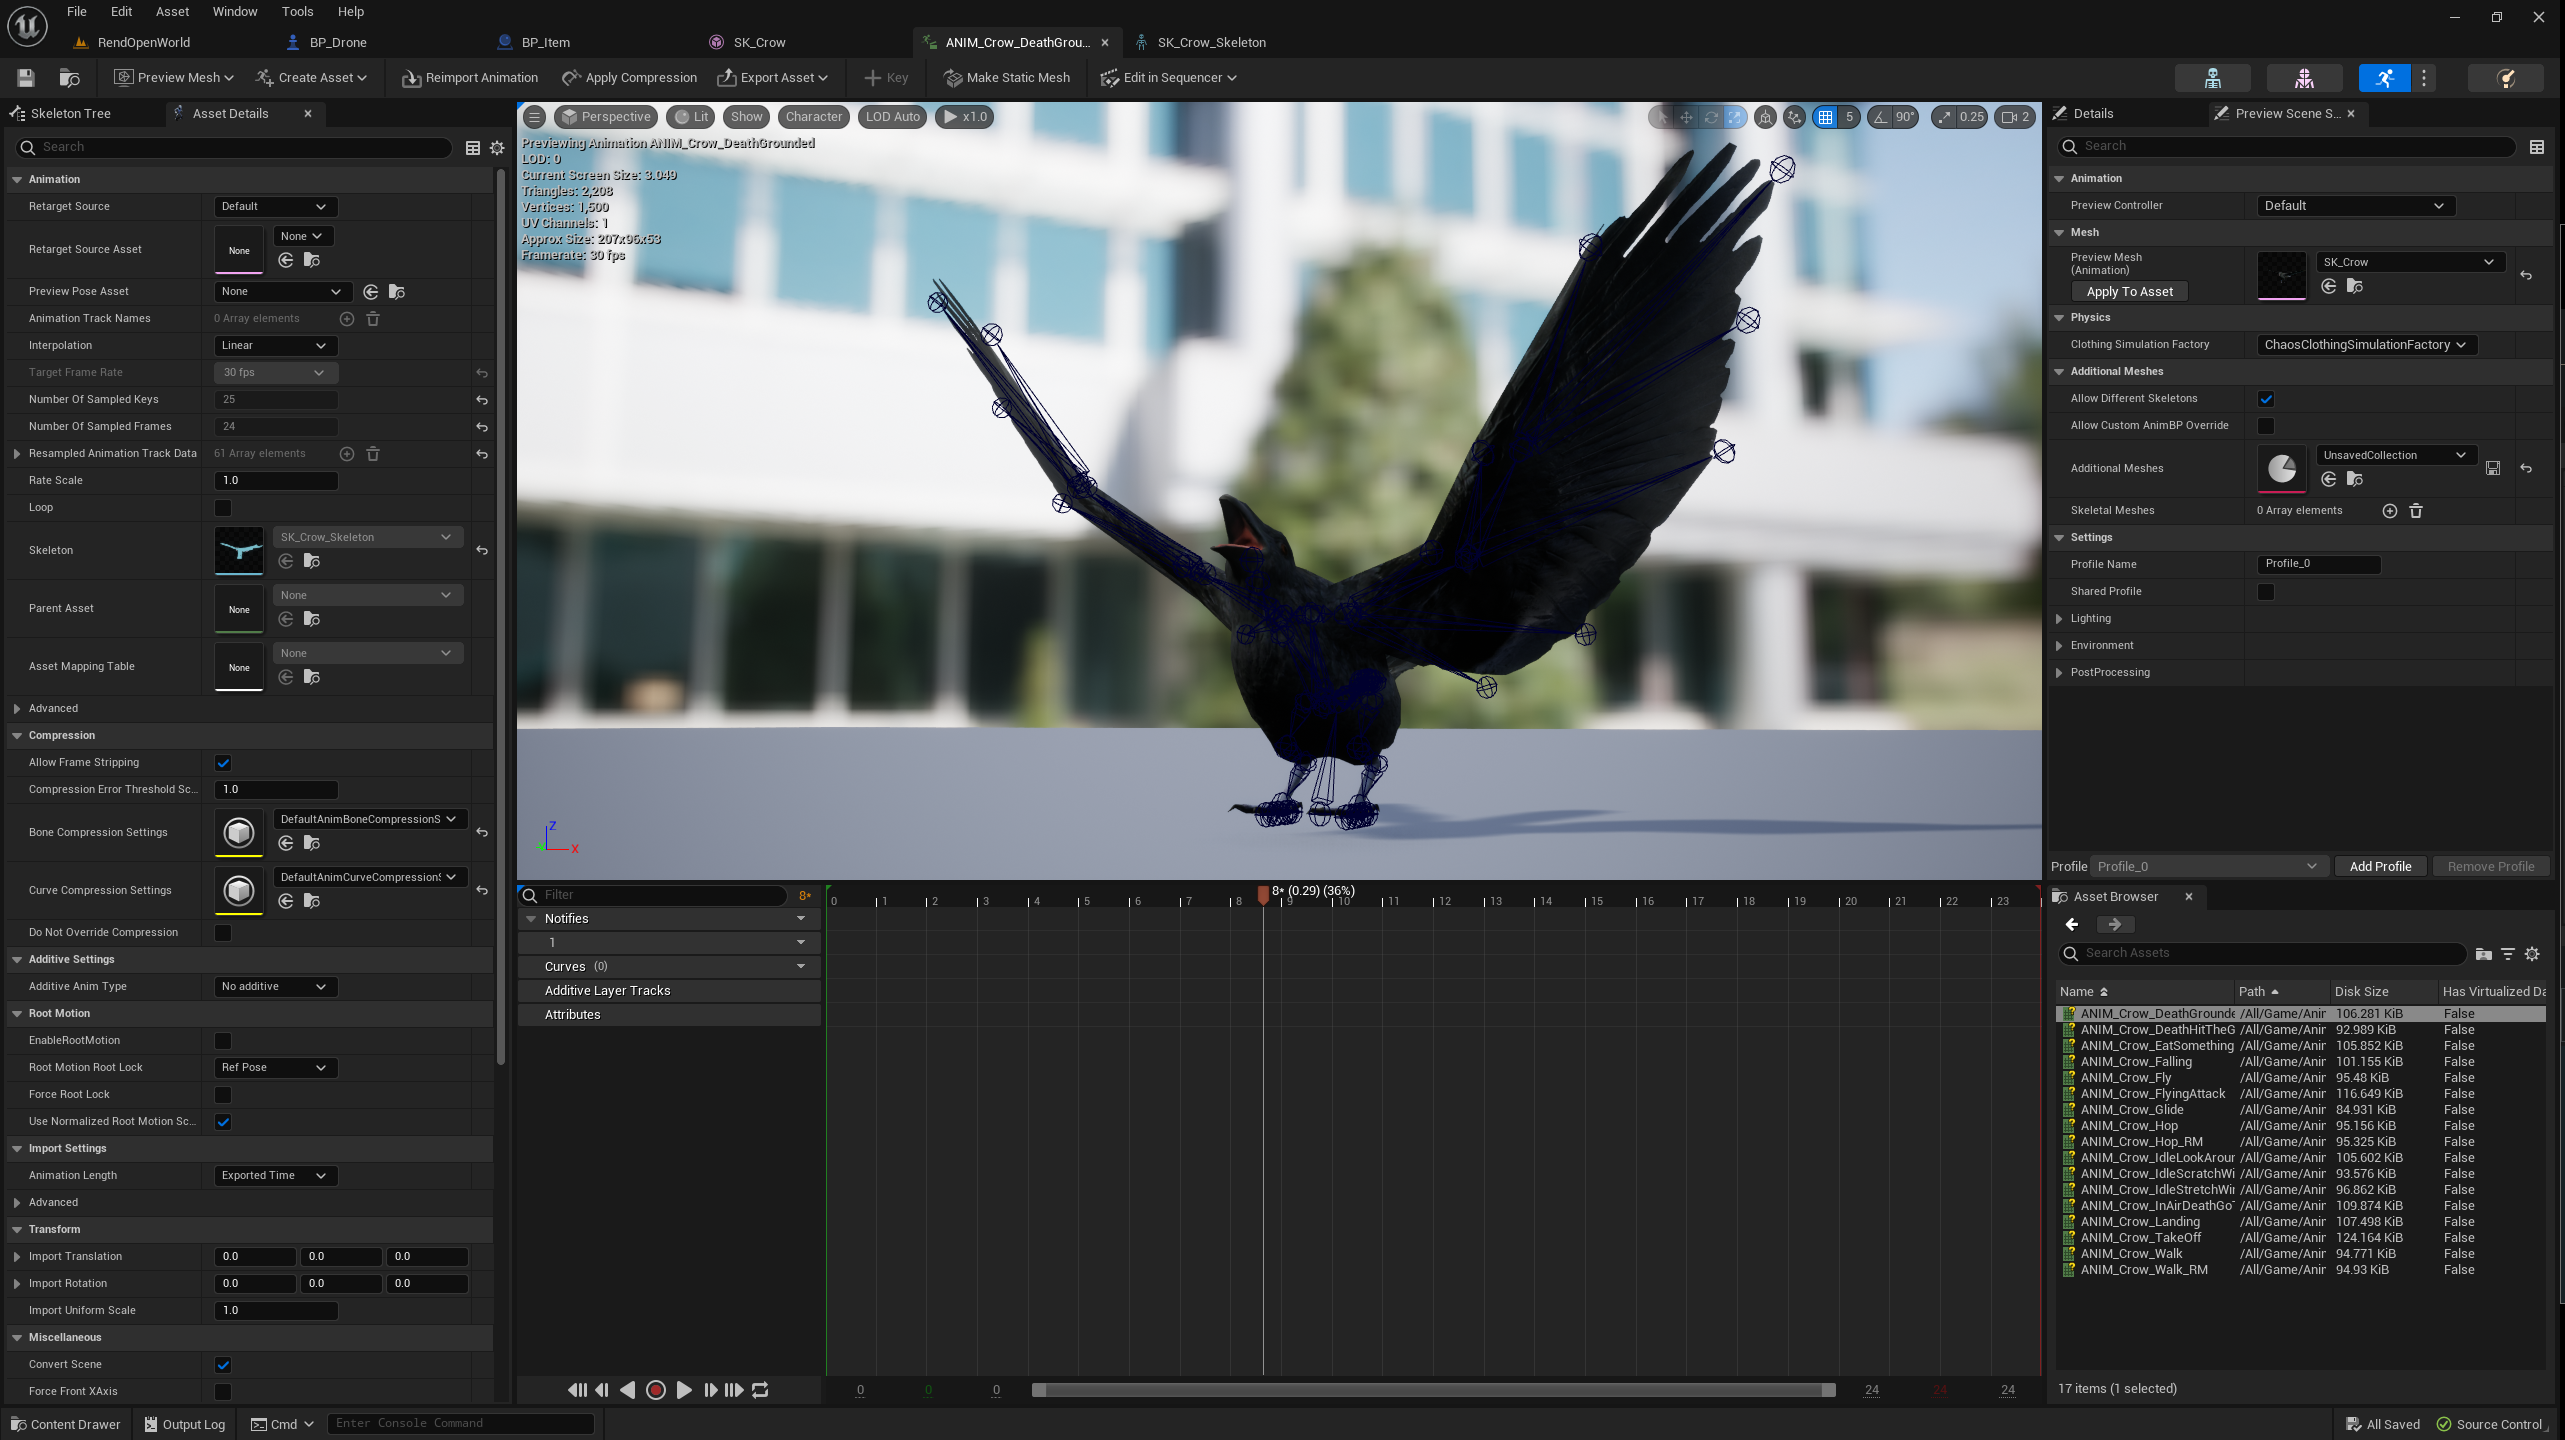 File Edit Asset Window Tools Help
RendOpenWorld BP_Drone BP_Item SK_Crow ANIM_Crow_DeathGrou... SK_Crow_Skeleton
Preview Mesh Create Asset Reimport Animation Apply Compression Export Asset Key Make Static Mesh Edit in Sequencer
Skeleton Tree Asset Details
Search
Animation
Retarget Source Default
Retarget Source Asset None None
Preview Pose Asset None
Animation Track Names 0 Array elements
Interpolation Linear
Target Frame Rate 30 fps
Number Of Sampled Keys 25
Number Of Sampled Frames 24
Resampled Animation Track Data 61 Array elements
Rate Scale 1.0
Loop
Skeleton SK_Crow_Skeleton
Parent Asset None None
Asset Mapping Table None None
Advanced
Compression
Allow Frame Stripping
Compression Error Threshold Sc... 1.0
Bone Compression Settings DefaultAnimBoneCompressionS
Curve Compression Settings DefaultAnimCurveCompressionS
Do Not Override Compression
Additive Settings
Additive Anim Type No additive
Root Motion
EnableRootMotion
Root Motion Root Lock Ref Pose
Force Root Lock
Use Normalized Root Motion Sc...
Import Settings
Animation Length Exported Time
Advanced
Transform
Import Translation 0.0 0.0 0.0
Import Rotation 0.0 0.0 0.0
Import Uniform Scale 1.0
Miscellaneous
Convert Scene
Force Front XAxis
Perspective Lit Show Character LOD Auto x1.0 5 90° 0.25 2
Previewing Animation ANIM_Crow_DeathGrounded
LOD: 0
Current Screen Size: 3.049
Triangles: 2,208
Vertices: 1,500
UV Channels: 1
Approx Size: 207x96x53
Framerate: 30 fps
Z
Y X
Filter 8*
8* (0.29) (36%)
0 1 2 3 4 5 6 7 8 9 10 11 12 13 14 15 16 17 18 19 20 21 22 23
Notifies
1
Curves (0)
Additive Layer Tracks
Attributes
0 0 0 24 24 24
Details Preview Scene S...
Search
Animation
Preview Controller Default
Mesh
Preview Mesh
(Animation)
Apply To Asset
SK_Crow
Physics
Clothing Simulation Factory ChaosClothingSimulationFactory
Additional Meshes
Allow Different Skeletons
Allow Custom AnimBP Override
Additional Meshes UnsavedCollection
Skeletal Meshes 0 Array elements
Settings
Profile Name Profile_0
Shared Profile
Lighting
Environment
PostProcessing
Profile Profile_0 Add Profile Remove Profile
Asset Browser
Search Assets
Name Path Disk Size Has Virtualized Da
ANIM_Crow_DeathGrounde /All/Game/Anir 106.281 KiB False
ANIM_Crow_DeathHitTheG /All/Game/Anir 92.989 KiB False
ANIM_Crow_EatSomething /All/Game/Anir 105.852 KiB False
ANIM_Crow_Falling /All/Game/Anir 101.155 KiB False
ANIM_Crow_Fly /All/Game/Anir 95.48 KiB False
ANIM_Crow_FlyingAttack /All/Game/Anir 116.649 KiB False
ANIM_Crow_Glide /All/Game/Anir 84.931 KiB False
ANIM_Crow_Hop /All/Game/Anir 95.156 KiB False
ANIM_Crow_Hop_RM /All/Game/Anir 95.325 KiB False
ANIM_Crow_IdleLookAroun /All/Game/Anir 105.602 KiB False
ANIM_Crow_IdleScratchWi /All/Game/Anir 93.576 KiB False
ANIM_Crow_IdleStretchWin /All/Game/Anir 96.862 KiB False
ANIM_Crow_InAirDeathGoT /All/Game/Anir 109.874 KiB False
ANIM_Crow_Landing /All/Game/Anir 107.498 KiB False
ANIM_Crow_TakeOff /All/Game/Anir 124.164 KiB False
ANIM_Crow_Walk /All/Game/Anir 94.771 KiB False
ANIM_Crow_Walk_RM /All/Game/Anir 94.93 KiB False
17 items (1 selected)
Content Drawer Output Log Cmd Enter Console Command All Saved Source Control